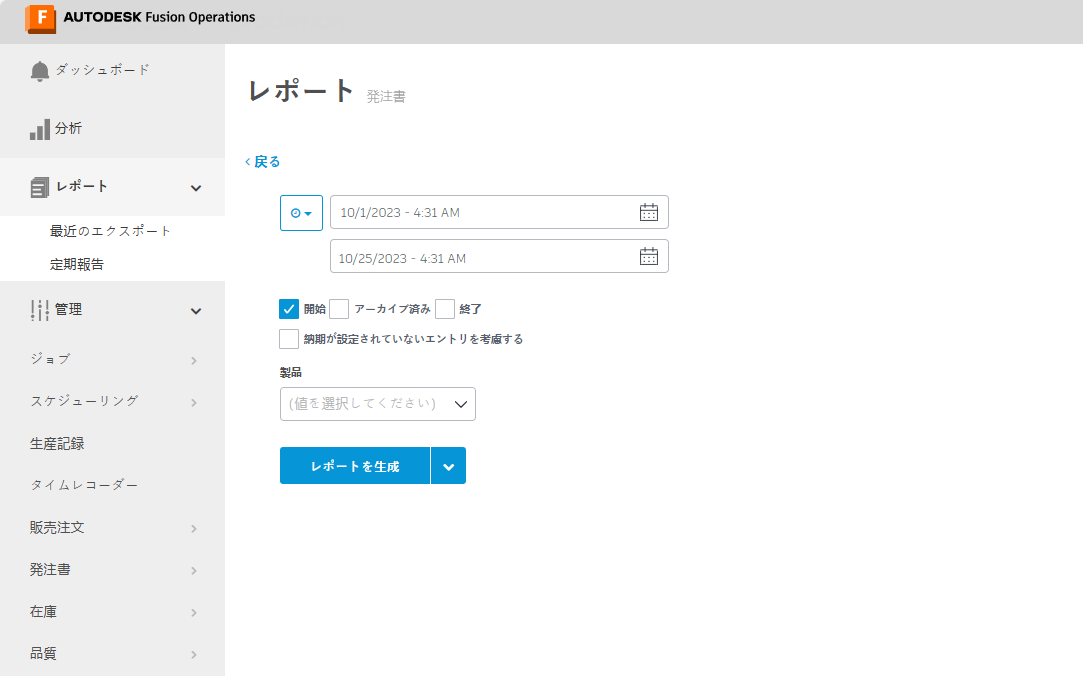 AUTODESK Fusion Operations
ダッシュボード
分析
レポート
最近のエクスポート
定期報告
管理
ジョブ
スケジューリング
生産記録
タイムレコーダー
販売注文
発注書
在庫
品質
レポート 発注書
戻る
10/1/2023 - 4:31 AM
10/25/2023 - 4:31 AM
開始 アーカイブ済み 終了
納期が設定されていないエントリを考慮する
製品
(値を選択してください)
レポートを生成